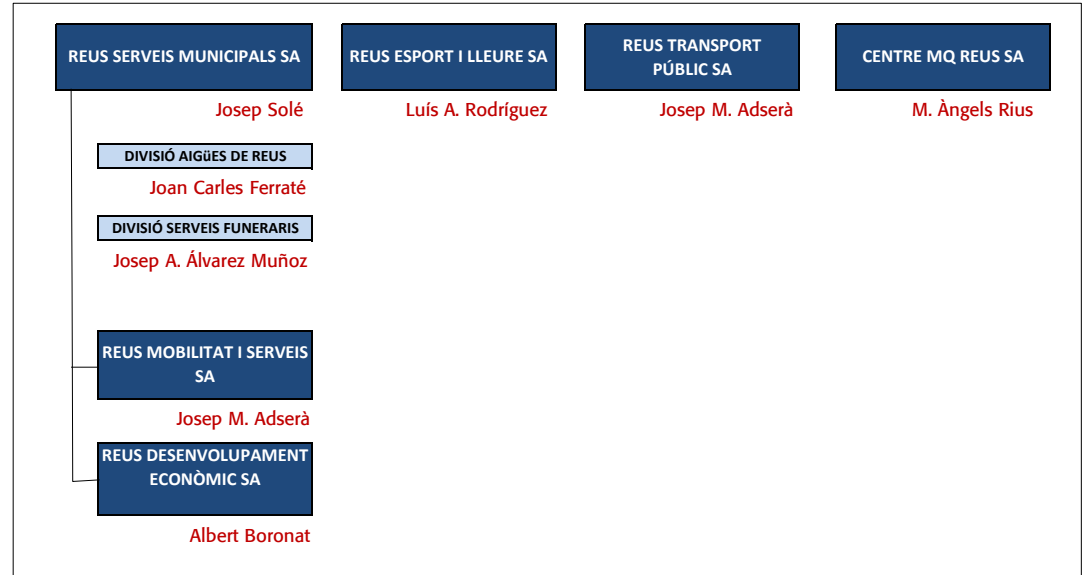 REUS SERVEIS MUNICIPALS SA
Josep Solé
REUS ESPORT I LLEURE SA
Luís A. Rodríguez
REUS TRANSPORT
PÚBLIC SA
Josep M. Adserà
CENTRE MQ REUS SA
M. Àngels Rius
DIVISIÓ AIGüES DE REUS
Joan Carles Ferraté
DIVISIÓ SERVEIS FUNERARIS
Josep A. Álvarez Muñoz
REUS MOBILITAT I SERVEIS
SA
Josep M. Adserà
REUS DESENVOLUPAMENT
ECONÒMIC SA
Albert Boronat